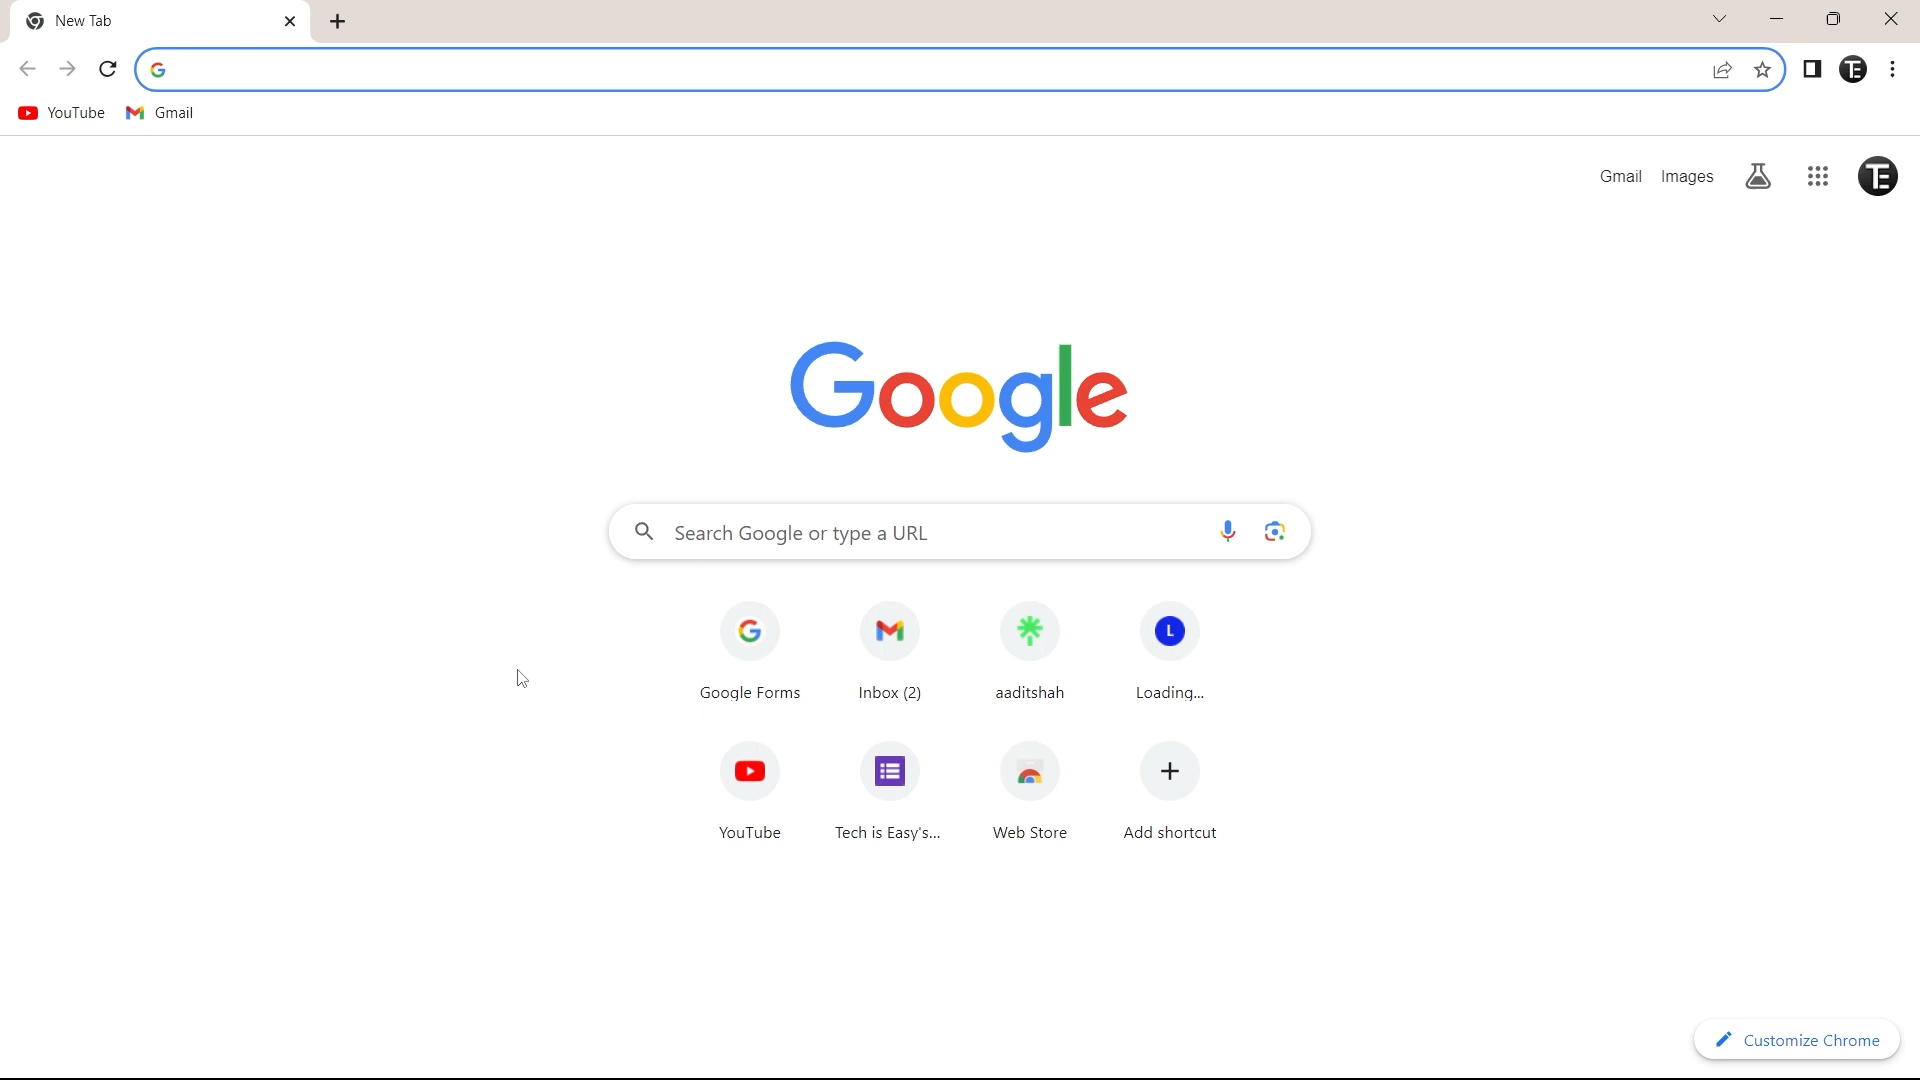 New Tab
YouTube Gmail
Gmail Images
Google
Search Google or type a URL
Google Forms Inbox (2) aaditshah Loading...
YouTube Tech is Easy's... Web Store Add shortcut
Customize Chrome